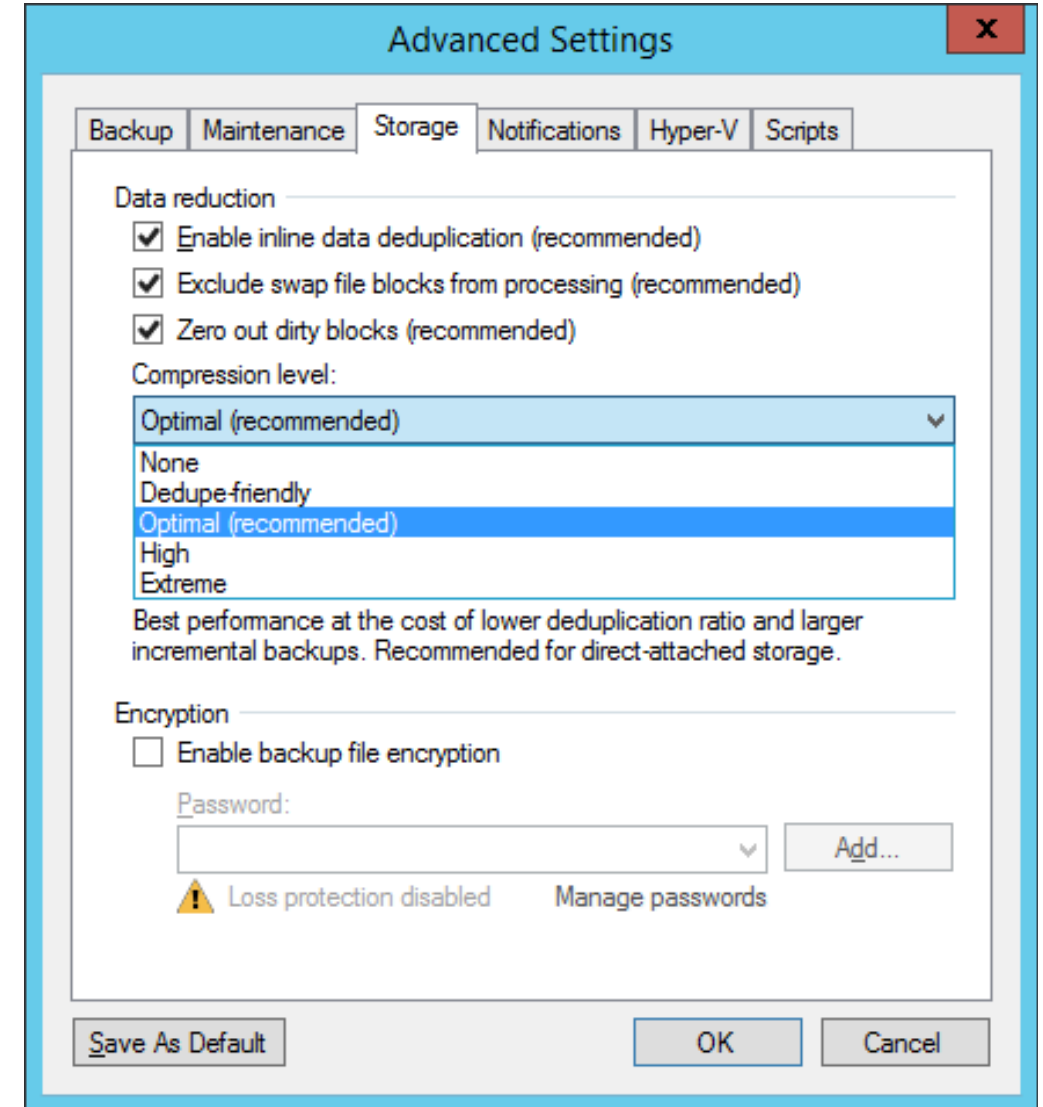 Advanced Settings
x
Backup Maintenance Storage Notifications Hyper-V Scripts
Data reduction
Enable inline data deduplication (recommended)
Exclude swap file blocks from processing (recommended)
Zero out dirty blocks (recommended)
Compression level:
Optimal (recommended)
None
Dedupe-friendly
Optimal (recommended)
High
Extreme
Best performance at the cost of lower deduplication ratio and larger
incremental backups. Recommended for direct-attached storage.
Encryption
Enable backup file encryption
Password:
Add...
Loss protection disabled Manage passwords
Save As Default OK Cancel